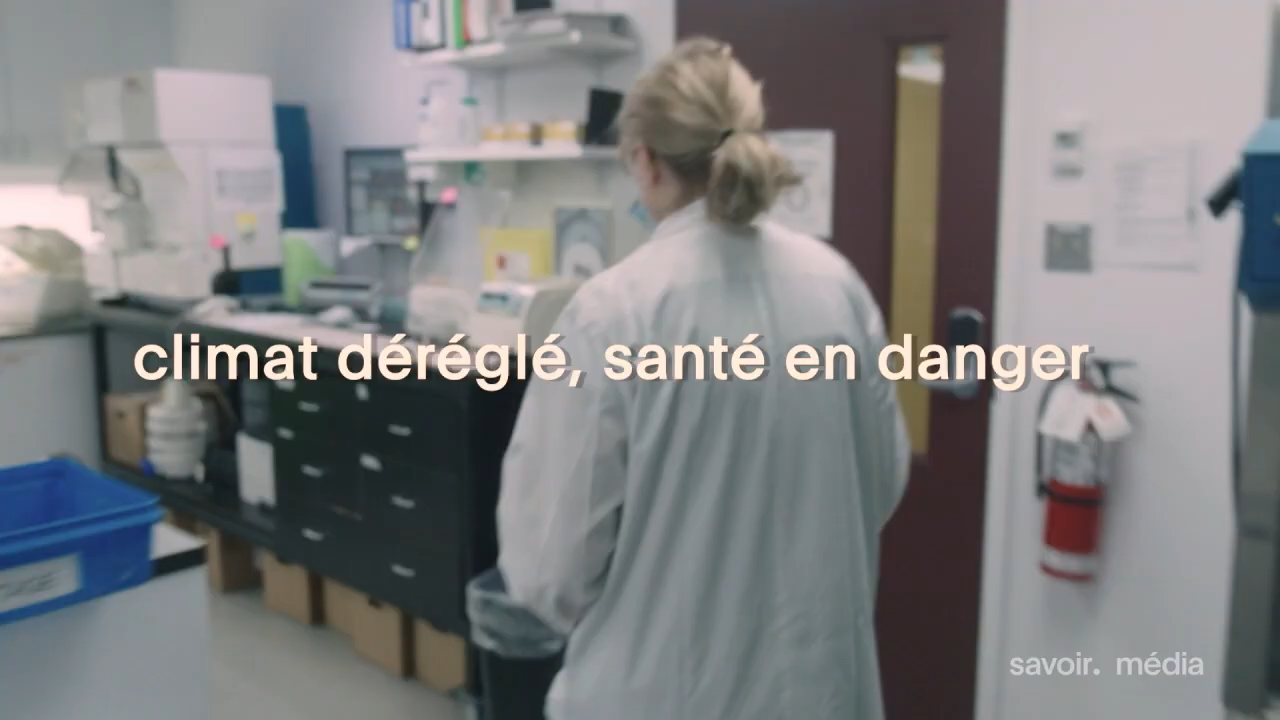 climat déréglé, santé en danger
savoir. média